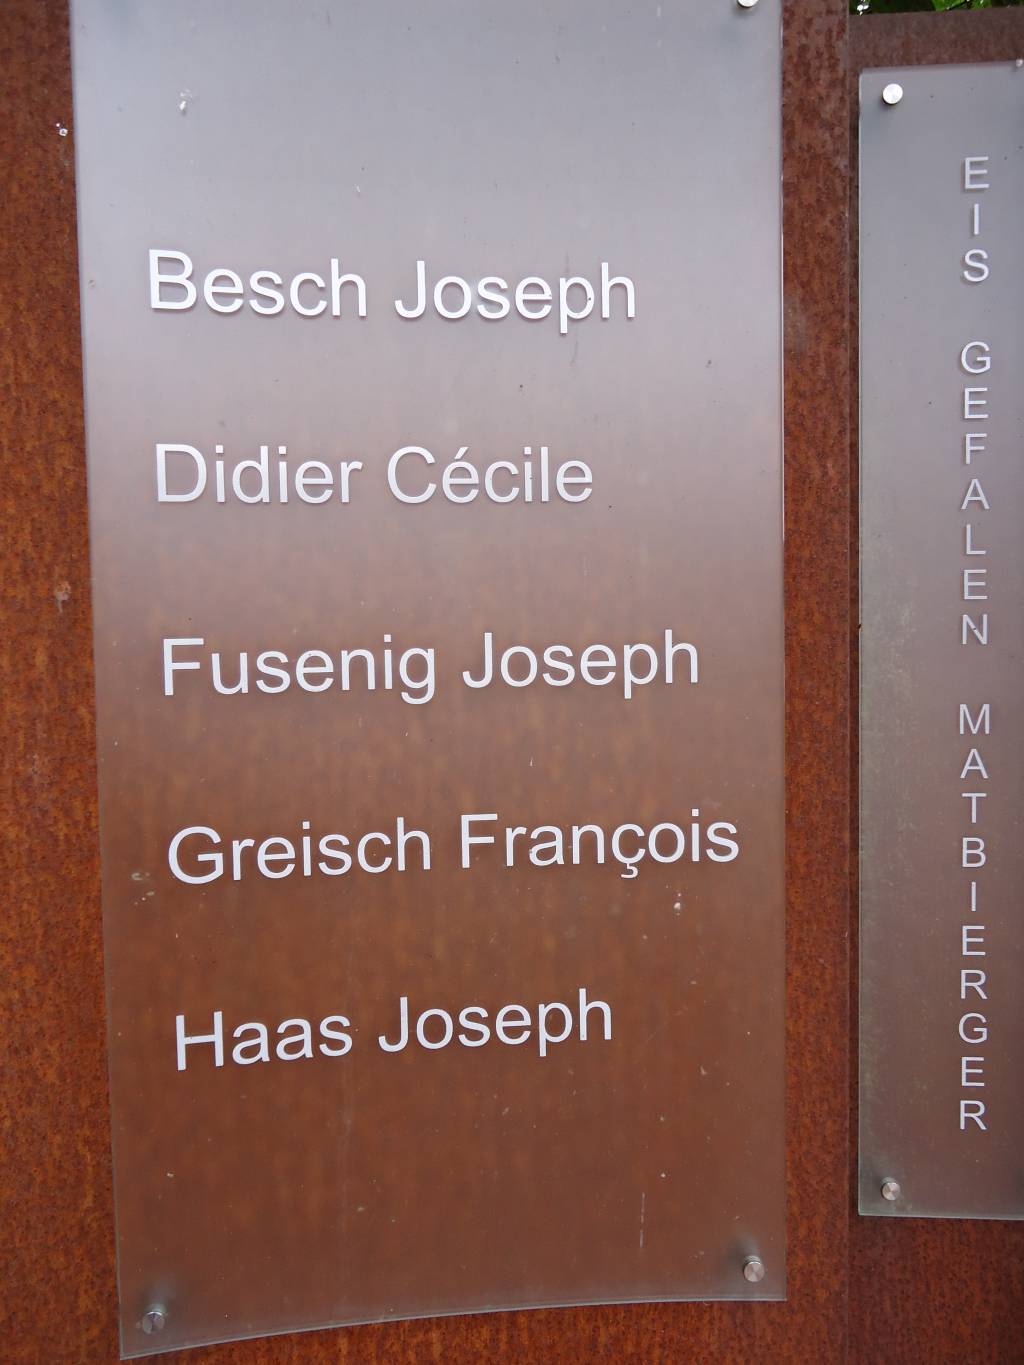 Besch Joseph
Didier Cécile
Fusenig Joseph
Greisch François
Haas Joseph
EIS GEFALEN MATBIERGER